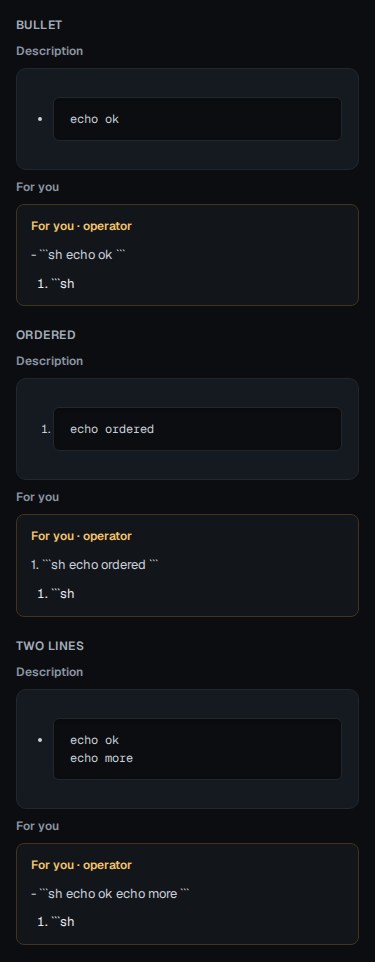 BULLET
Description
• echo ok
For you
For you · operator
- ```sh echo ok ```
1. ```sh
ORDERED
Description
1. echo ordered
For you
For you · operator
1. ```sh echo ordered ```
1. ```sh
TWO LINES
Description
• echo ok
echo more
For you
For you · operator
- ```sh echo ok echo more ```
1. ```sh